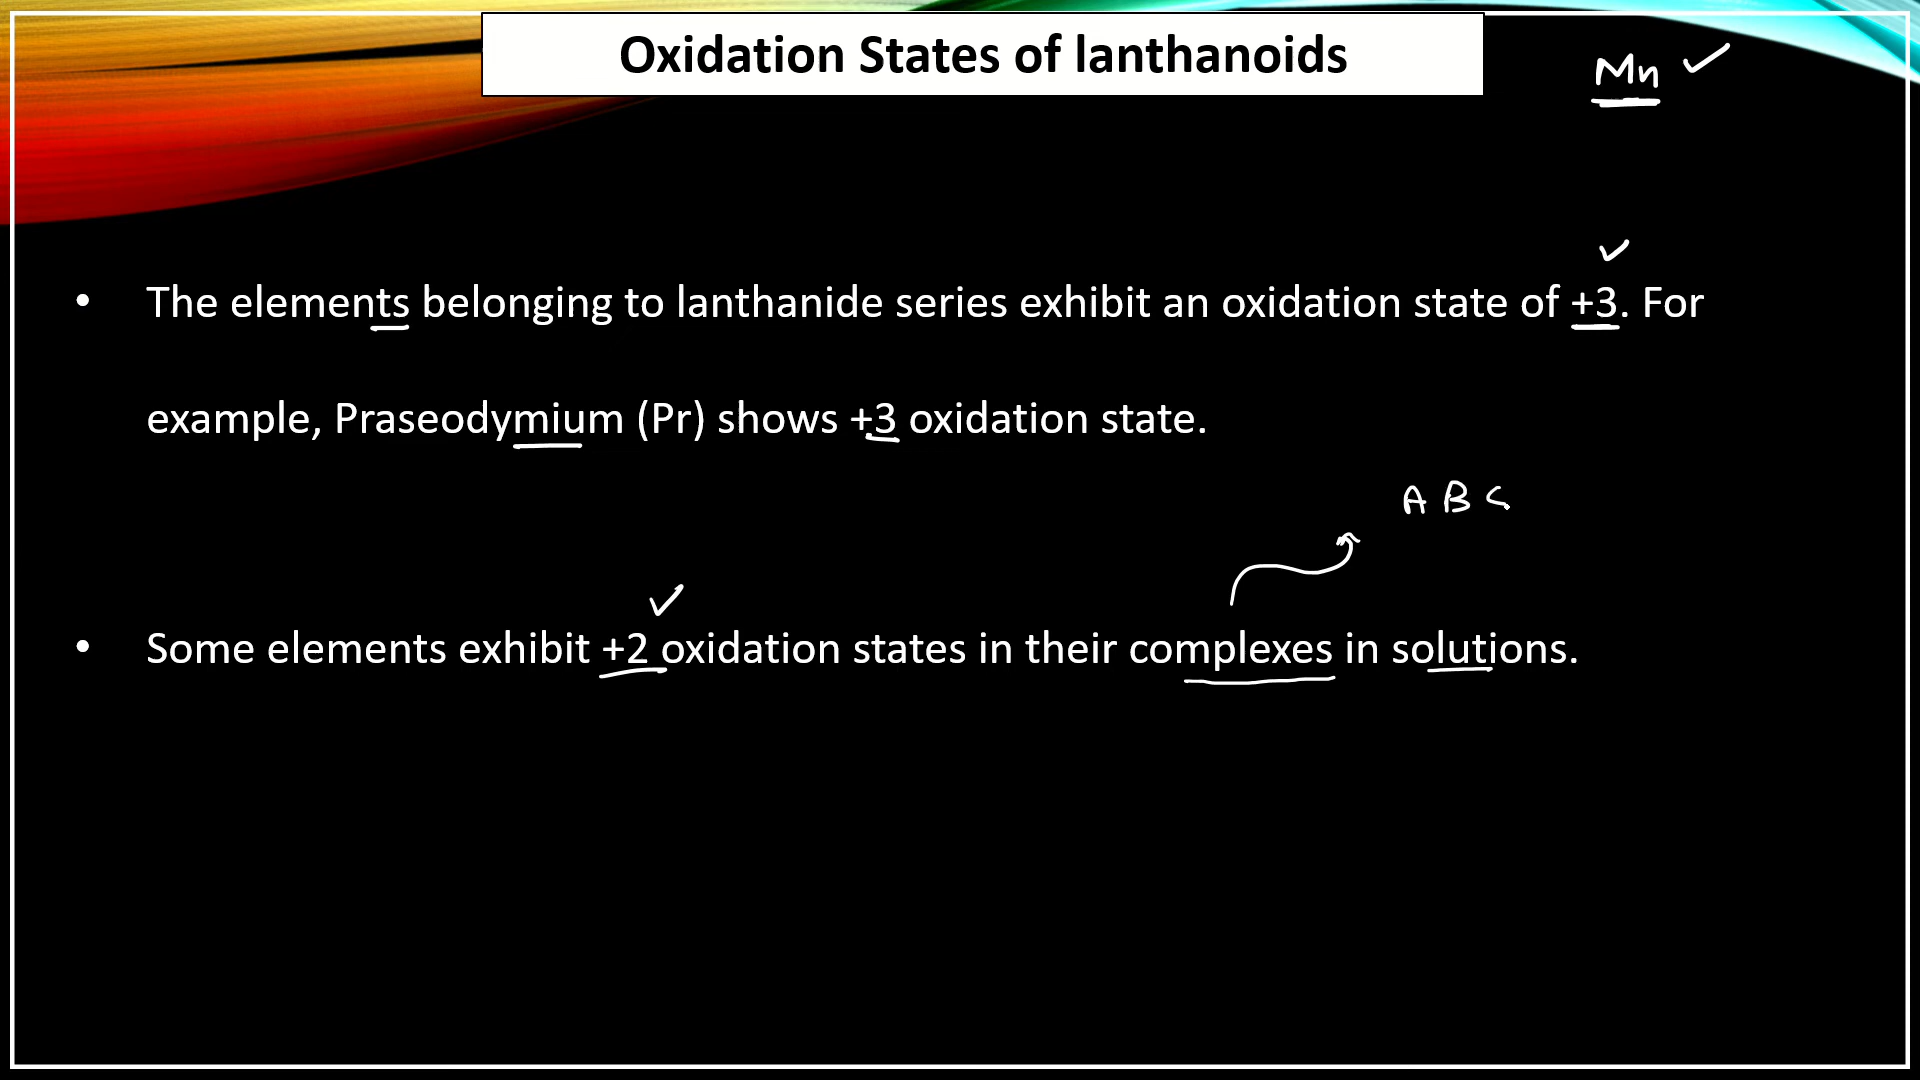 Oxidation States of lanthanoids
Mn ✓
✓
• The elements belonging to lanthanide series exhibit an oxidation state of +3. For
example, Praseodymium (Pr) shows +3 oxidation state.
A B C
✓
• Some elements exhibit +2 oxidation states in their complexes in solutions.